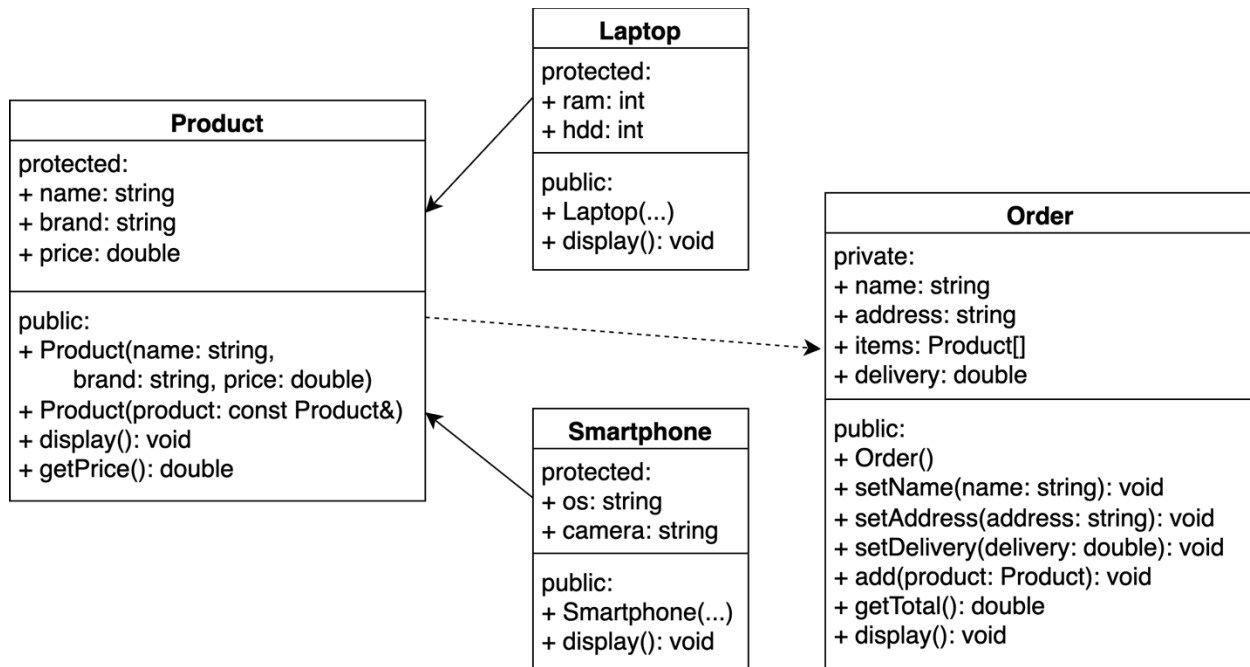 Product
protected:
+ name: string
+ brand: string
+ price: double
public:
+ Product(name: string,
brand: string, price: double)
+ Product(product: const Product&)
+ display(): void
+ getPrice(): double
Laptop
protected:
+ ram: int
+ hdd: int
public:
+ Laptop(...)
+ display(): void
Smartphone
protected:
+ os: string
+ camera: string
public:
+ Smartphone(...)
+ display(): void
Order
private:
+ name: string
+ address: string
+ items: Product[]
+ delivery: double
public:
+ Order()
+ setName(name: string): void
+ setAddress(address: string): void
+ setDelivery(delivery: double): void
+ add(product: Product): void
+ getTotal(): double
+ display(): void